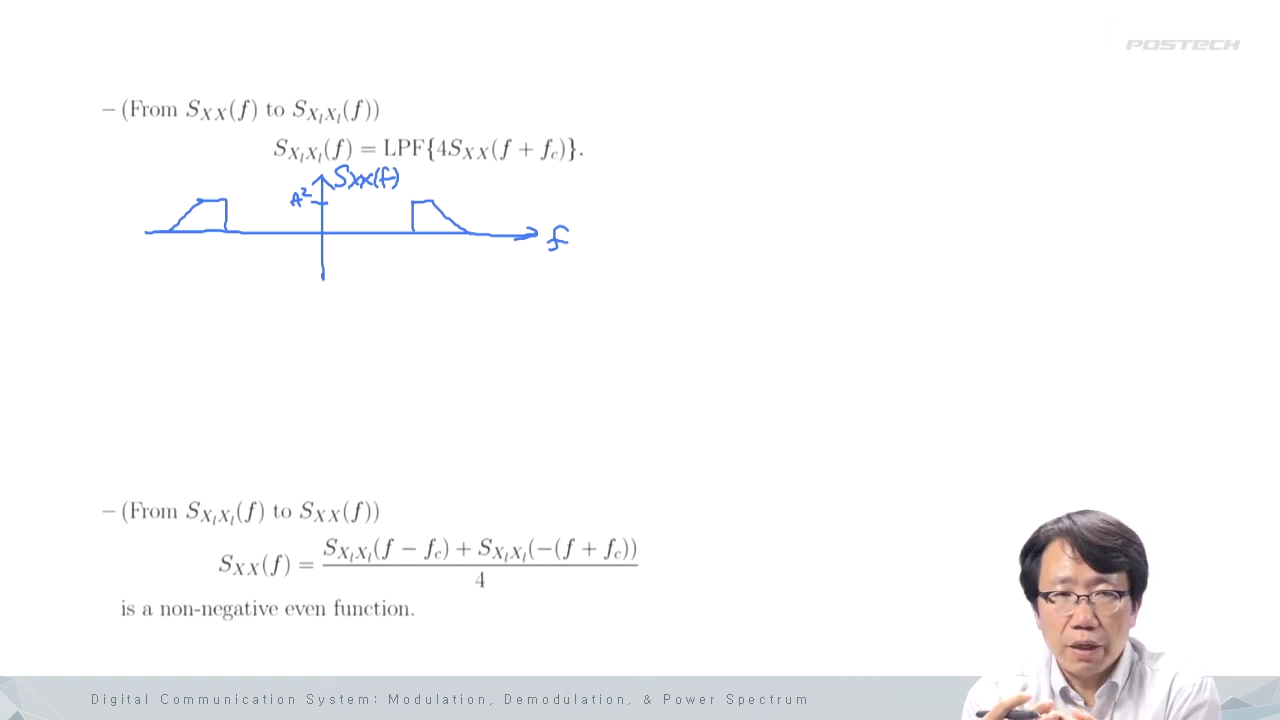 POSTECH
– (From S_{XX}(f) to S_{X_lX_l}(f))
S_{X_lX_l}(f) = LPF{4S_{XX}(f + f_c)}.
S_{XX}(f)
A²
f
– (From S_{X_lX_l}(f) to S_{XX}(f))
S_{XX}(f) = \frac{S_{X_lX_l}(f − f_c) + S_{X_lX_l}(−(f + f_c))}{4}
is a non-negative even function.
Digital Communication System: Modulation, Demodulation, & Power Spectrum